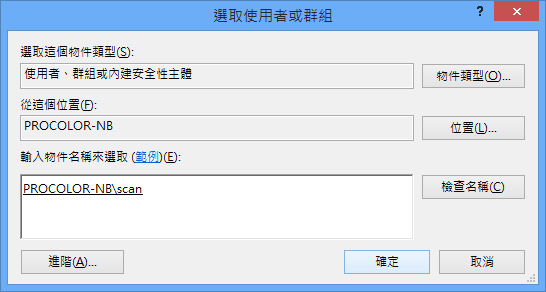 選取使用者或群組
選取這個物件類型(S):
使用者、群組或內建安全性主體
物件類型(O)...
從這個位置(F):
PROCOLOR-NB
位置(L)...
輸入物件名稱來選取 (範例)(E):
PROCOLOR-NB\scan
檢查名稱(C)
進階(A)...
確定
取消